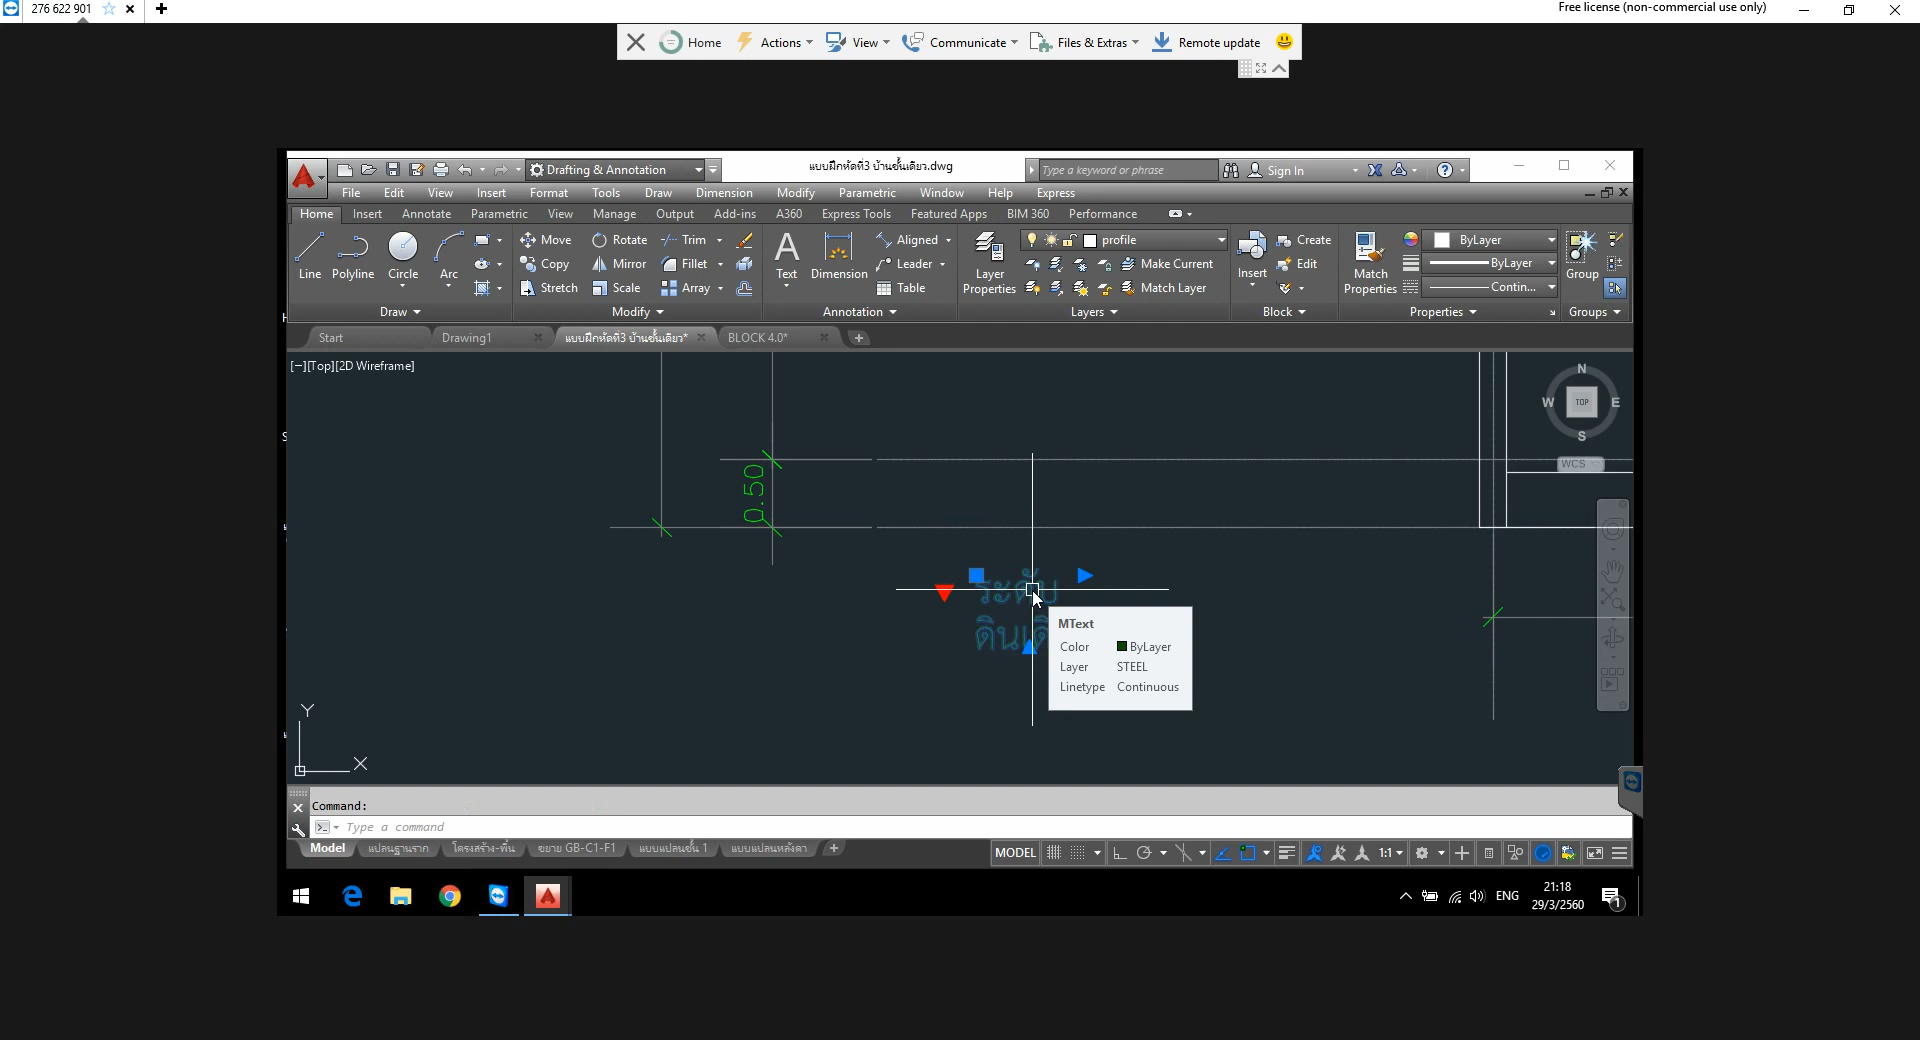 276 622 901
Free license (non-commercial use only)
Home Actions View Communicate Files & Extras Remote update
Drafting & Annotation
แบบฝึกหัดที่3 บ้านชั้นเดียว.dwg
Type a keyword or phrase
Sign In
File Edit View Insert Format Tools Draw Dimension Modify Parametric Window Help Express
Home Insert Annotate Parametric View Manage Output Add-ins A360 Express Tools Featured Apps BIM 360 Performance
Move Rotate Trim Aligned profile Create ByLayer
Copy Mirror Fillet Leader Make Current Edit ByLayer
Line Polyline Circle Arc Text Dimension Layer Properties Insert Match Properties Group
Stretch Scale Array Table Match Layer Contin...
Draw Modify Annotation Layers Block Properties Groups
Start Drawing1 แบบฝึกหัดที่3 บ้านชั้นเดียว* BLOCK 4.0*
[−][Top][2D Wireframe]
N
W TOP E
S
WCS
0.50
ระดับ
MText
Color ByLayer
Layer STEEL
Linetype Continuous
Y
X
Command:
Type a command
Model แปลนฐานราก โครงสร้าง-พื้น ขยาย GB-C1-F1 แบบแปลนชั้น 1 แบบแปลนหลังคา
MODEL 1:1
ENG
21:18
29/3/2560
1